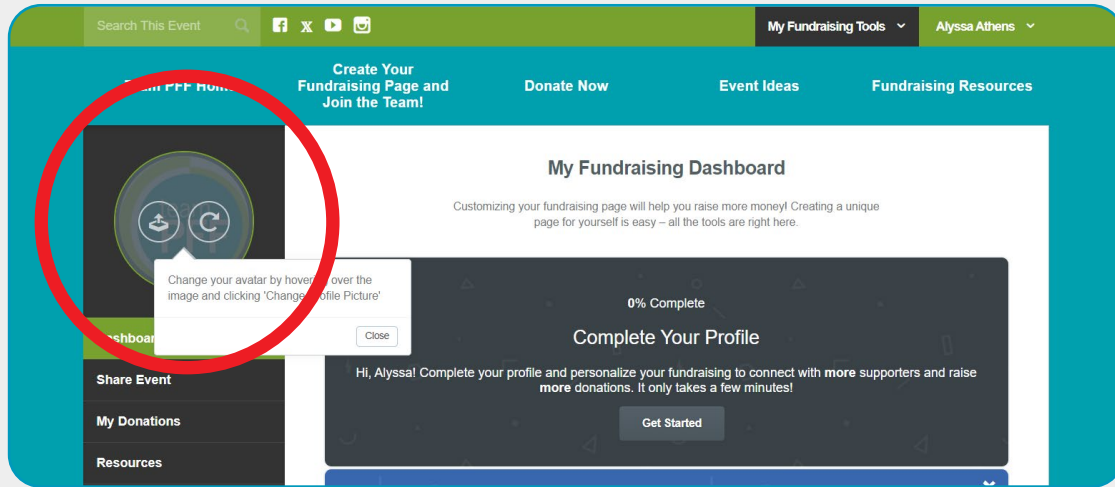 Search This Event
My Fundraising Tools
Alyssa Athens
Team PFF Home
Create Your
Fundraising Page and
Join the Team!
Donate Now
Event Ideas
Fundraising Resources
My Fundraising Dashboard
Customizing your fundraising page will help you raise more money! Creating a unique
page for yourself is easy – all the tools are right here.
Change your avatar by hovering over the
image and clicking 'Change Profile Picture'
Close
0% Complete
Complete Your Profile
Hi, Alyssa! Complete your profile and personalize your fundraising to connect with more supporters and raise
more donations. It only takes a few minutes!
Get Started
Dashboard
Share Event
My Donations
Resources